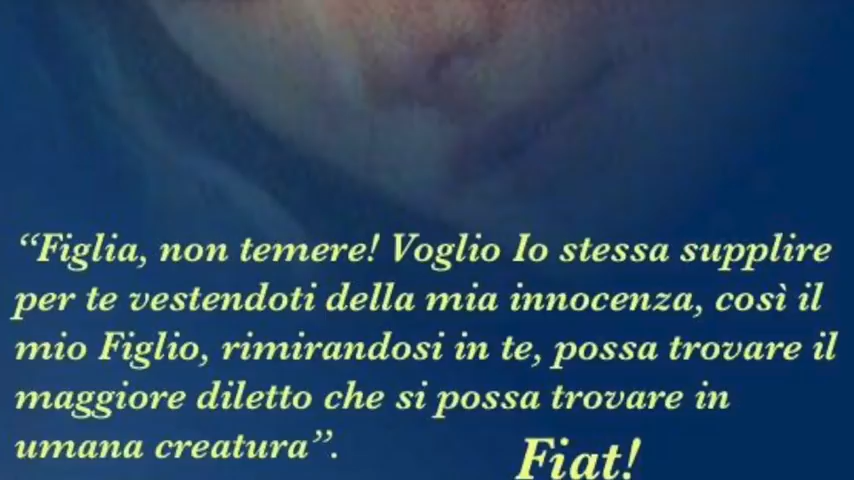 “Figlia, non temere! Voglio Io stessa supplire
per te vestendoti della mia innocenza, così il
mio Figlio, rimirandosi in te, possa trovare il
maggiore diletto che si possa trovare in
umana creatura”.
Fiat!